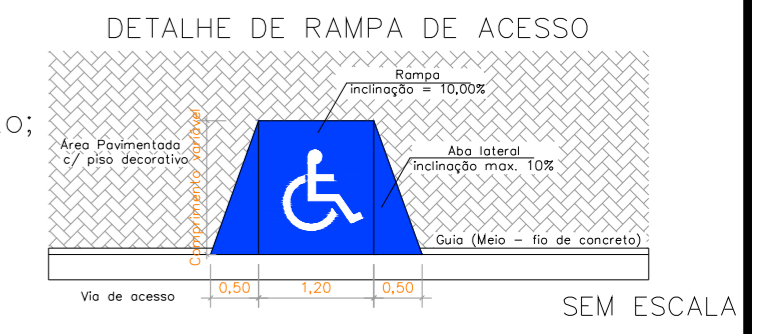 DETALHE DE RAMPA DE ACESSO
O;
Rampa
inclinação = 10,00%
Área Pavimentada
c/ piso decorativo
Comprimento variável
Aba lateral
inclinação max. 10%
Guia (Meio - fio de concreto)
0,50 1,20 0,50
Via de acesso
SEM ESCALA